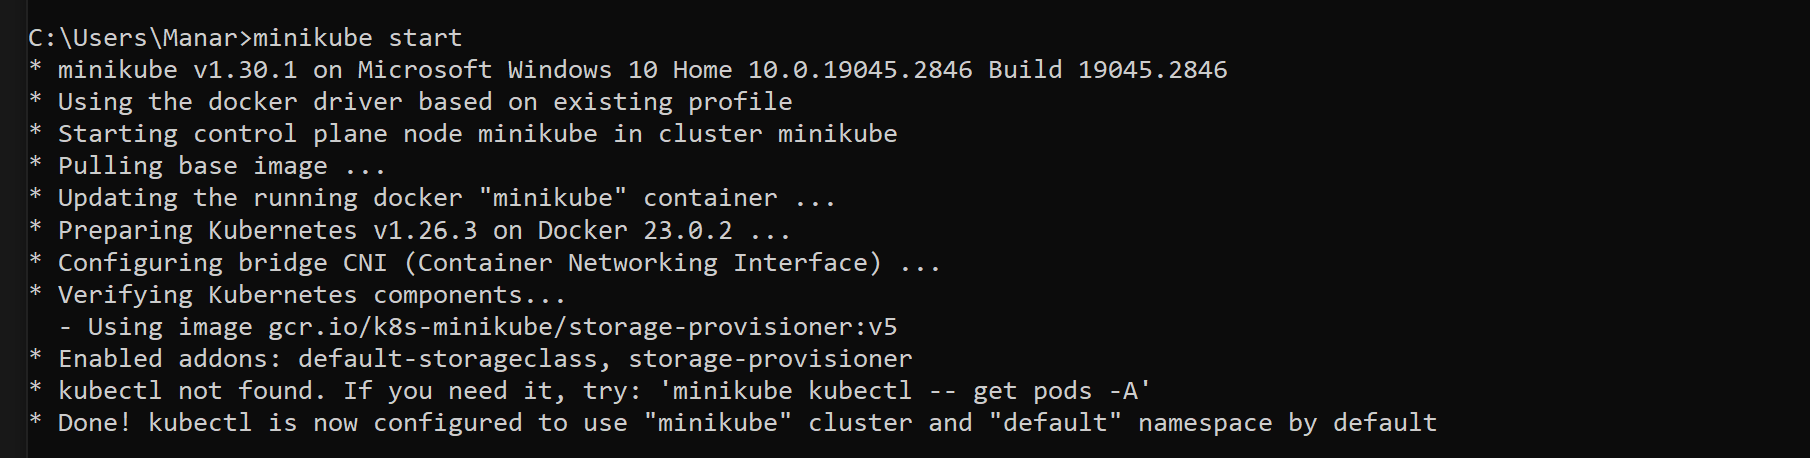 C:\Users\Manar>minikube start
* minikube v1.30.1 on Microsoft Windows 10 Home 10.0.19045.2846 Build 19045.2846
* Using the docker driver based on existing profile
* Starting control plane node minikube in cluster minikube
* Pulling base image ...
* Updating the running docker "minikube" container ...
* Preparing Kubernetes v1.26.3 on Docker 23.0.2 ...
* Configuring bridge CNI (Container Networking Interface) ...
* Verifying Kubernetes components...
  - Using image gcr.io/k8s-minikube/storage-provisioner:v5
* Enabled addons: default-storageclass, storage-provisioner
* kubectl not found. If you need it, try: 'minikube kubectl -- get pods -A'
* Done! kubectl is now configured to use "minikube" cluster and "default" namespace by default